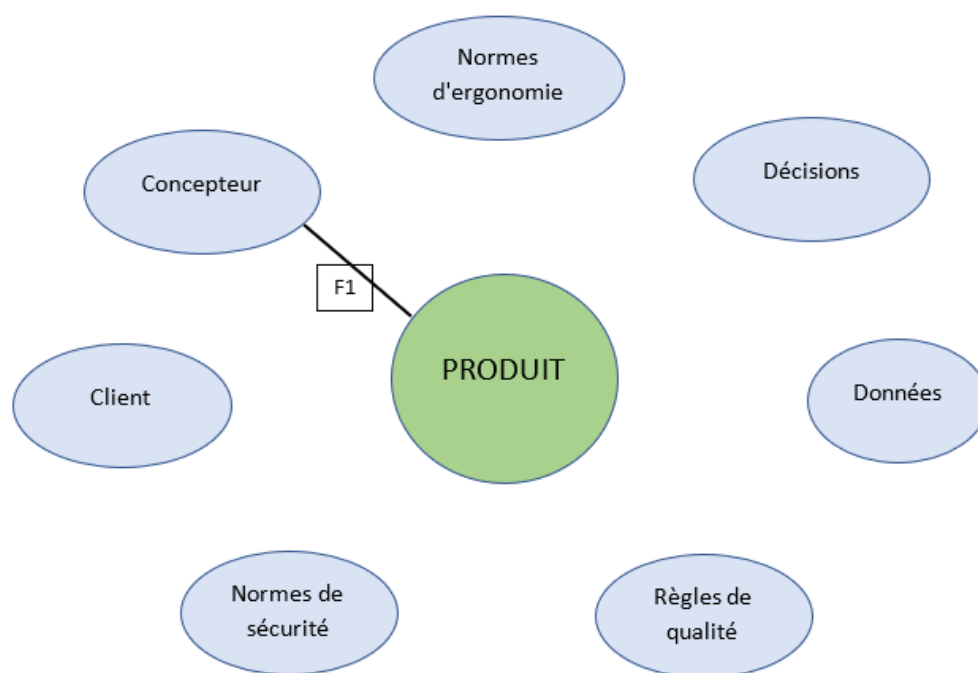 Normes
d'ergonomie
Concepteur
Décisions
F1
PRODUIT
Client
Données
Normes de
sécurité
Règles de
qualité